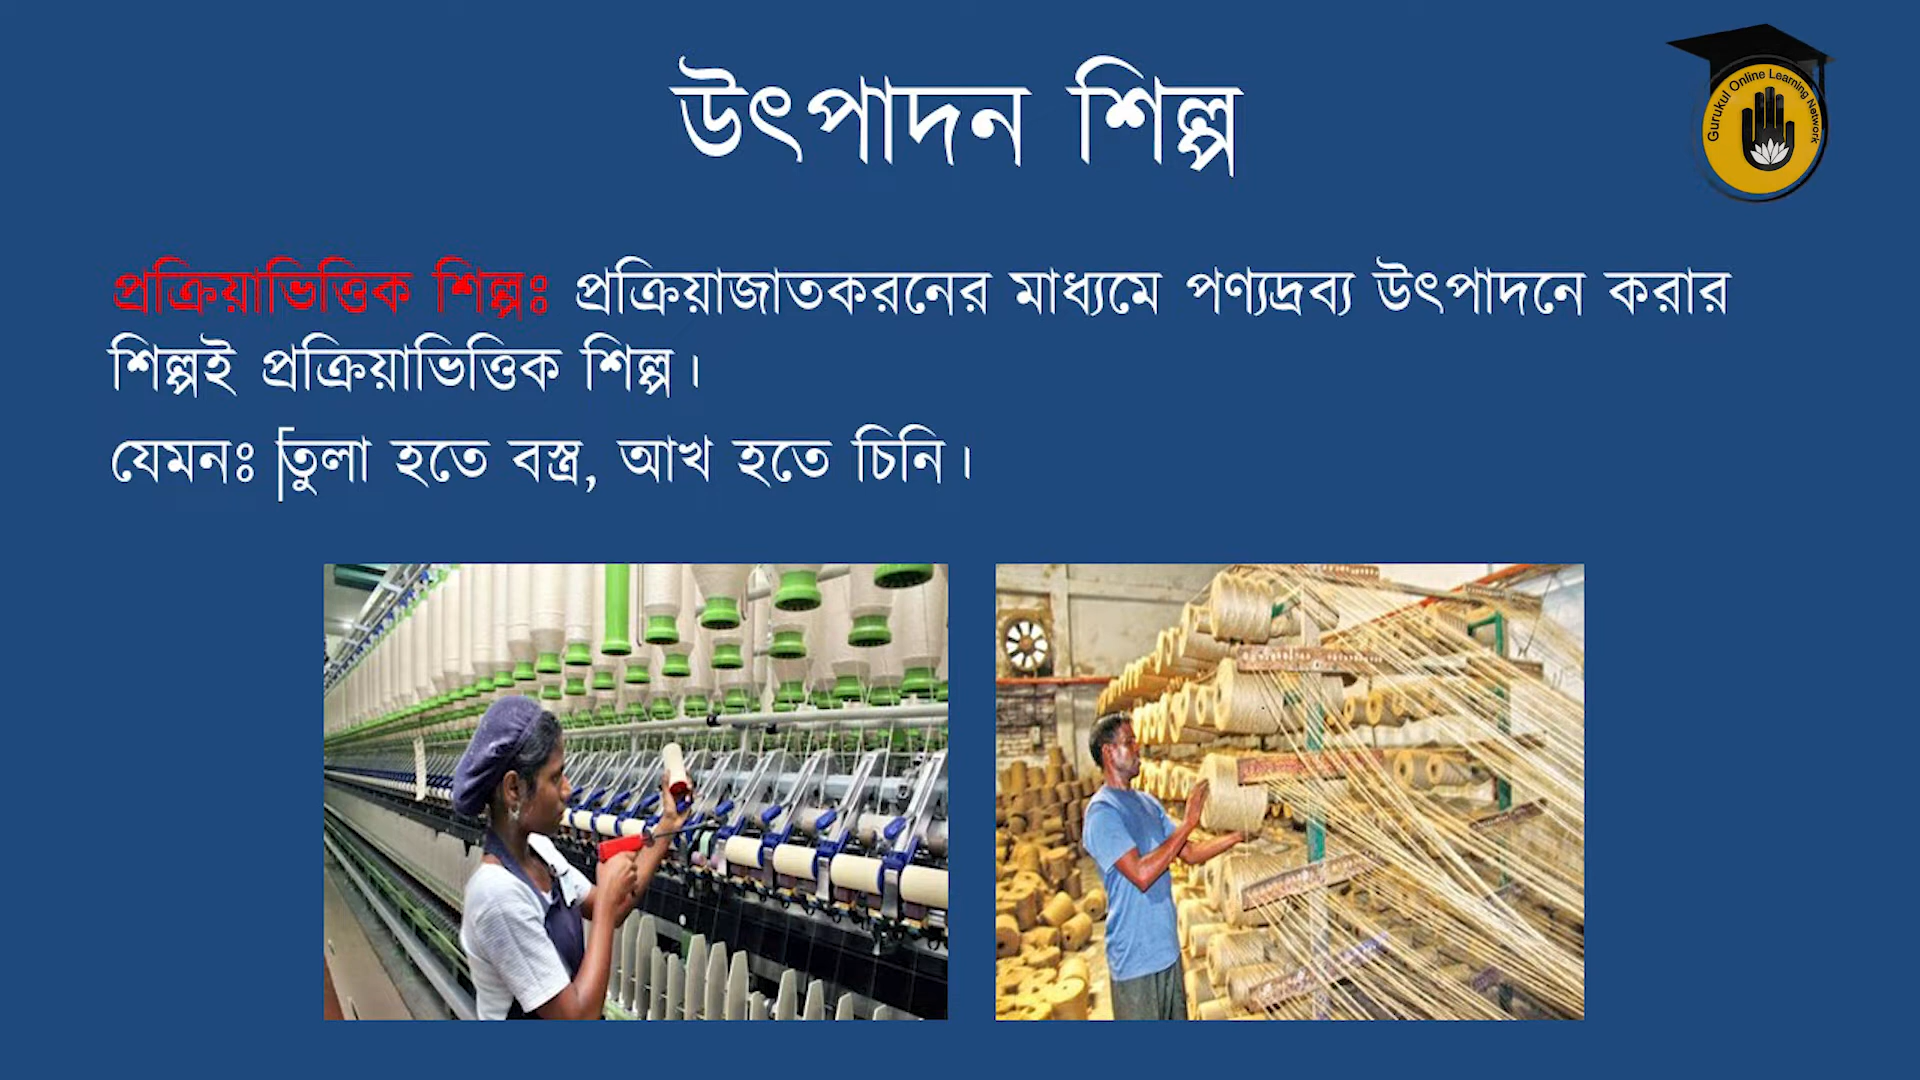 উৎপাদন শিল্প
Gurukul Online Learning Network
প্রক্রিয়াভিত্তিক শিল্পঃ প্রক্রিয়াজাতকরনের মাধ্যমে পণ্যদ্রব্য উৎপাদনে করার
শিল্পই প্রক্রিয়াভিত্তিক শিল্প।
যেমনঃ তুলা হতে বস্ত্র, আখ হতে চিনি।